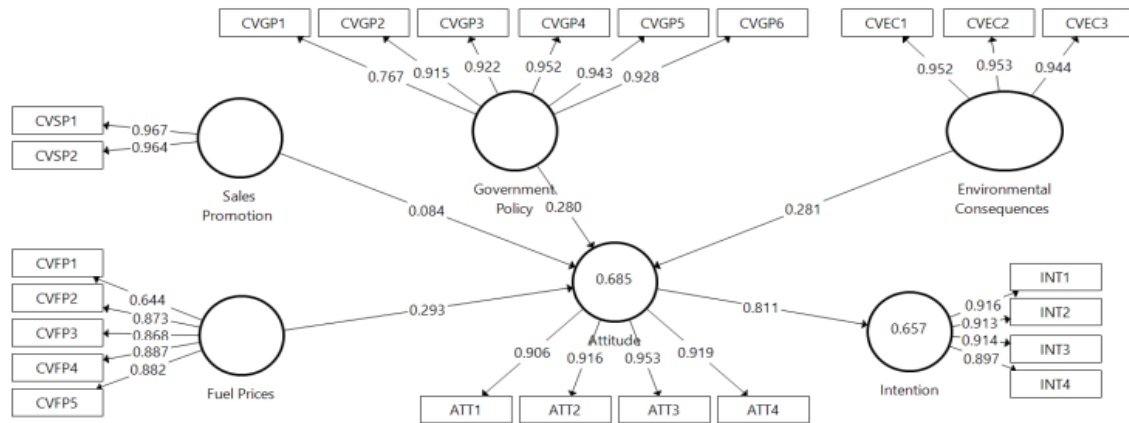 CVGP1 CVGP2 CVGP3 CVGP4 CVGP5 CVGP6 CVEC1 CVEC2 CVEC3
0.767 0.915 0.922 0.952 0.943 0.928 0.952 0.953 0.944
CVSP1 0.967
CVSP2 0.964
Sales
Promotion
Government
Policy
Environmental
Consequences
0.084 0.280 0.281
CVFP1 0.644
CVFP2 0.873
CVFP3 0.868
CVFP4 0.887
CVFP5 0.882
Fuel Prices
0.293
0.685
Attitude
0.811
0.657
Intention
0.916 INT1
0.913 INT2
0.914 INT3
0.897 INT4
0.906 0.916 0.953 0.919
ATT1 ATT2 ATT3 ATT4